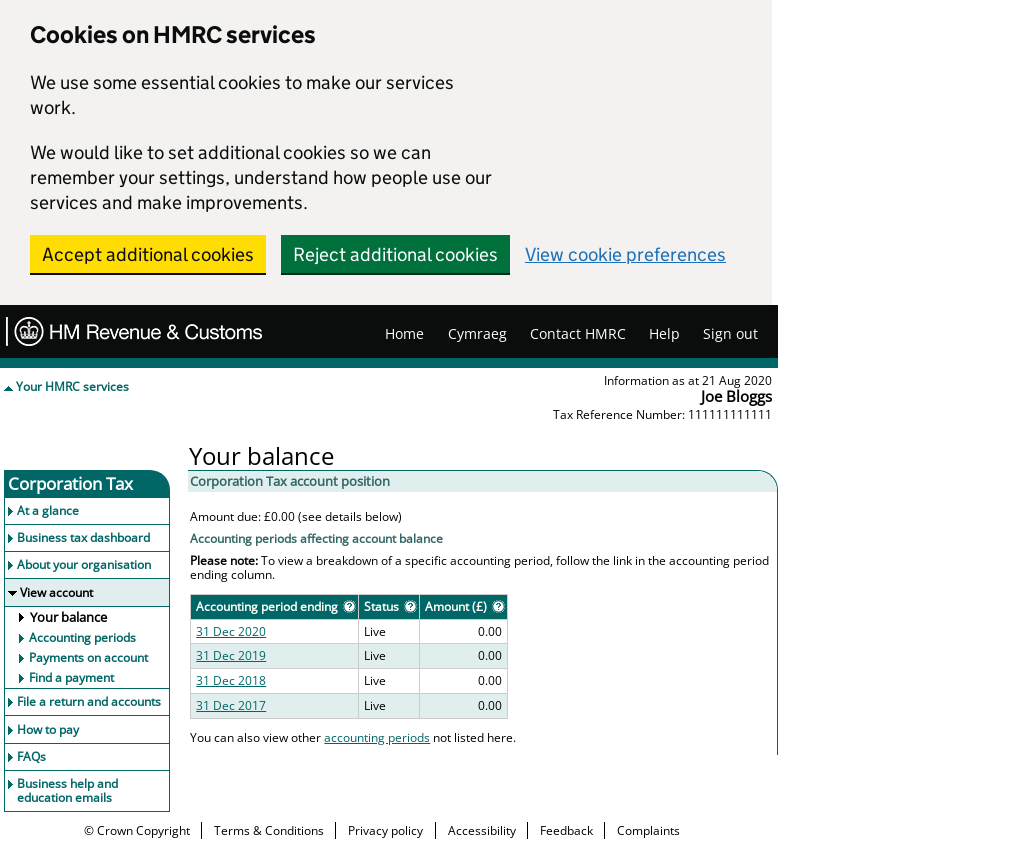 Cookies on HMRC services
We use some essential cookies to make our services
work.
We would like to set additional cookies so we can
remember your settings, understand how people use our
services and make improvements.
Accept additional cookies Reject additional cookies View cookie preferences
HM Revenue & Customs Home Cymraeg Contact HMRC Help Sign out
Your HMRC services
Information as at 21 Aug 2020
Joe Bloggs
Tax Reference Number: 111111111111
Your balance
Corporation Tax
At a glance
Business tax dashboard
About your organisation
View account
Your balance
Accounting periods
Payments on account
Find a payment
File a return and accounts
How to pay
FAQs
Business help and
education emails
Corporation Tax account position
Amount due: £0.00 (see details below)
Accounting periods affecting account balance
Please note: To view a breakdown of a specific accounting period, follow the link in the accounting period
ending column.
Accounting period ending ? Status ? Amount (£) ?
31 Dec 2020 Live 0.00
31 Dec 2019 Live 0.00
31 Dec 2018 Live 0.00
31 Dec 2017 Live 0.00
You can also view other accounting periods not listed here.
© Crown Copyright Terms & Conditions Privacy policy Accessibility Feedback Complaints